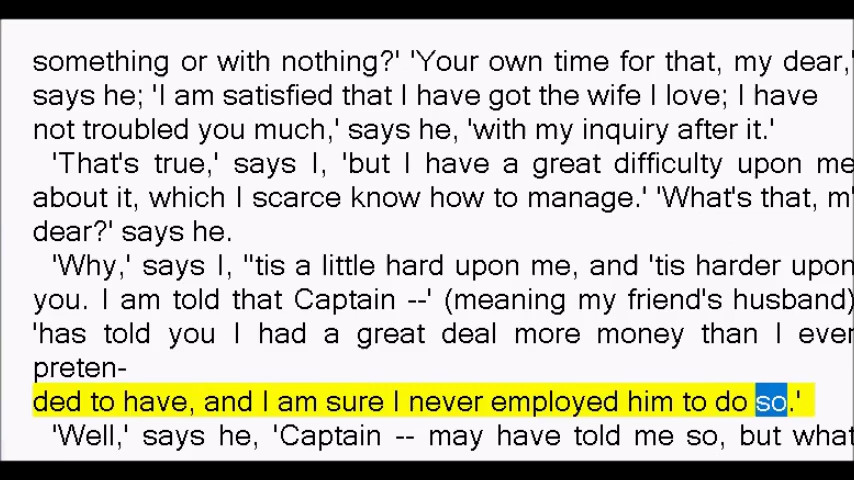 something or with nothing?' 'Your own time for that, my dear,'
says he; 'I am satisfied that I have got the wife I love; I have
not troubled you much,' says he, 'with my inquiry after it.'
'That's true,' says I, 'but I have a great difficulty upon me
about it, which I scarce know how to manage.' 'What's that, m
dear?' says he.
'Why,' says I, ''tis a little hard upon me, and 'tis harder upon
you. I am told that Captain --' (meaning my friend's husband)
'has told you I had a great deal more money than I ever
preten-
ded to have, and I am sure I never employed him to do so.'
'Well,' says he, 'Captain -- may have told me so, but what